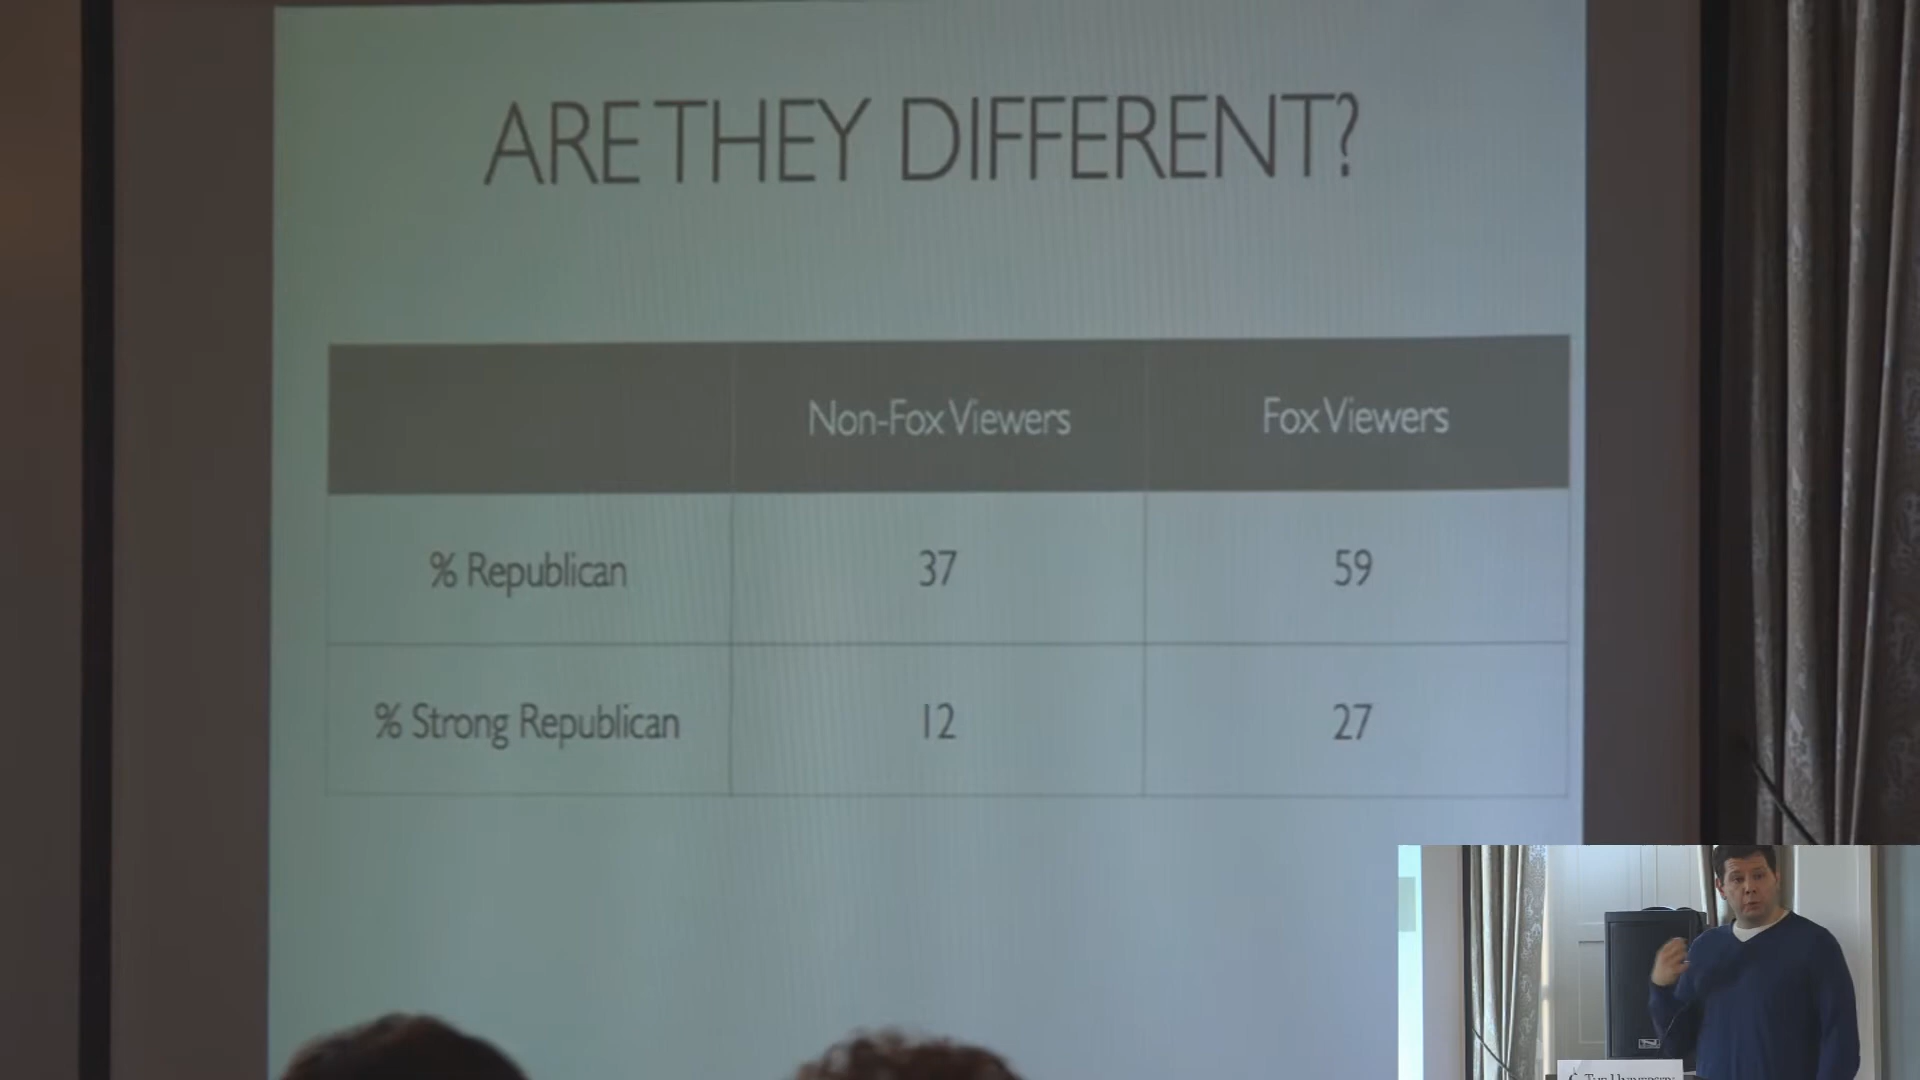 ARE THEY DIFFERENT?
Non-Fox Viewers
Fox Viewers
% Republican
37
59
% Strong Republican
12
27